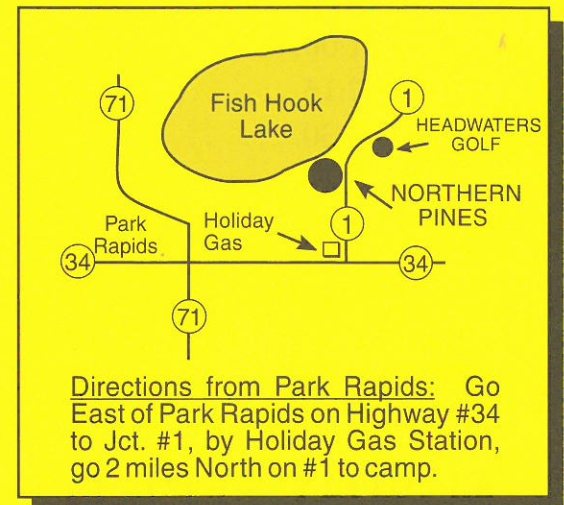 71
Fish Hook
Lake
1
HEADWATERS
GOLF
NORTHERN
PINES
Park
Rapids
Holiday
Gas
1
34
34
71
Directions from Park Rapids: Go
East of Park Rapids on Highway #34
to Jct. #1, by Holiday Gas Station,
go 2 miles North on #1 to camp.